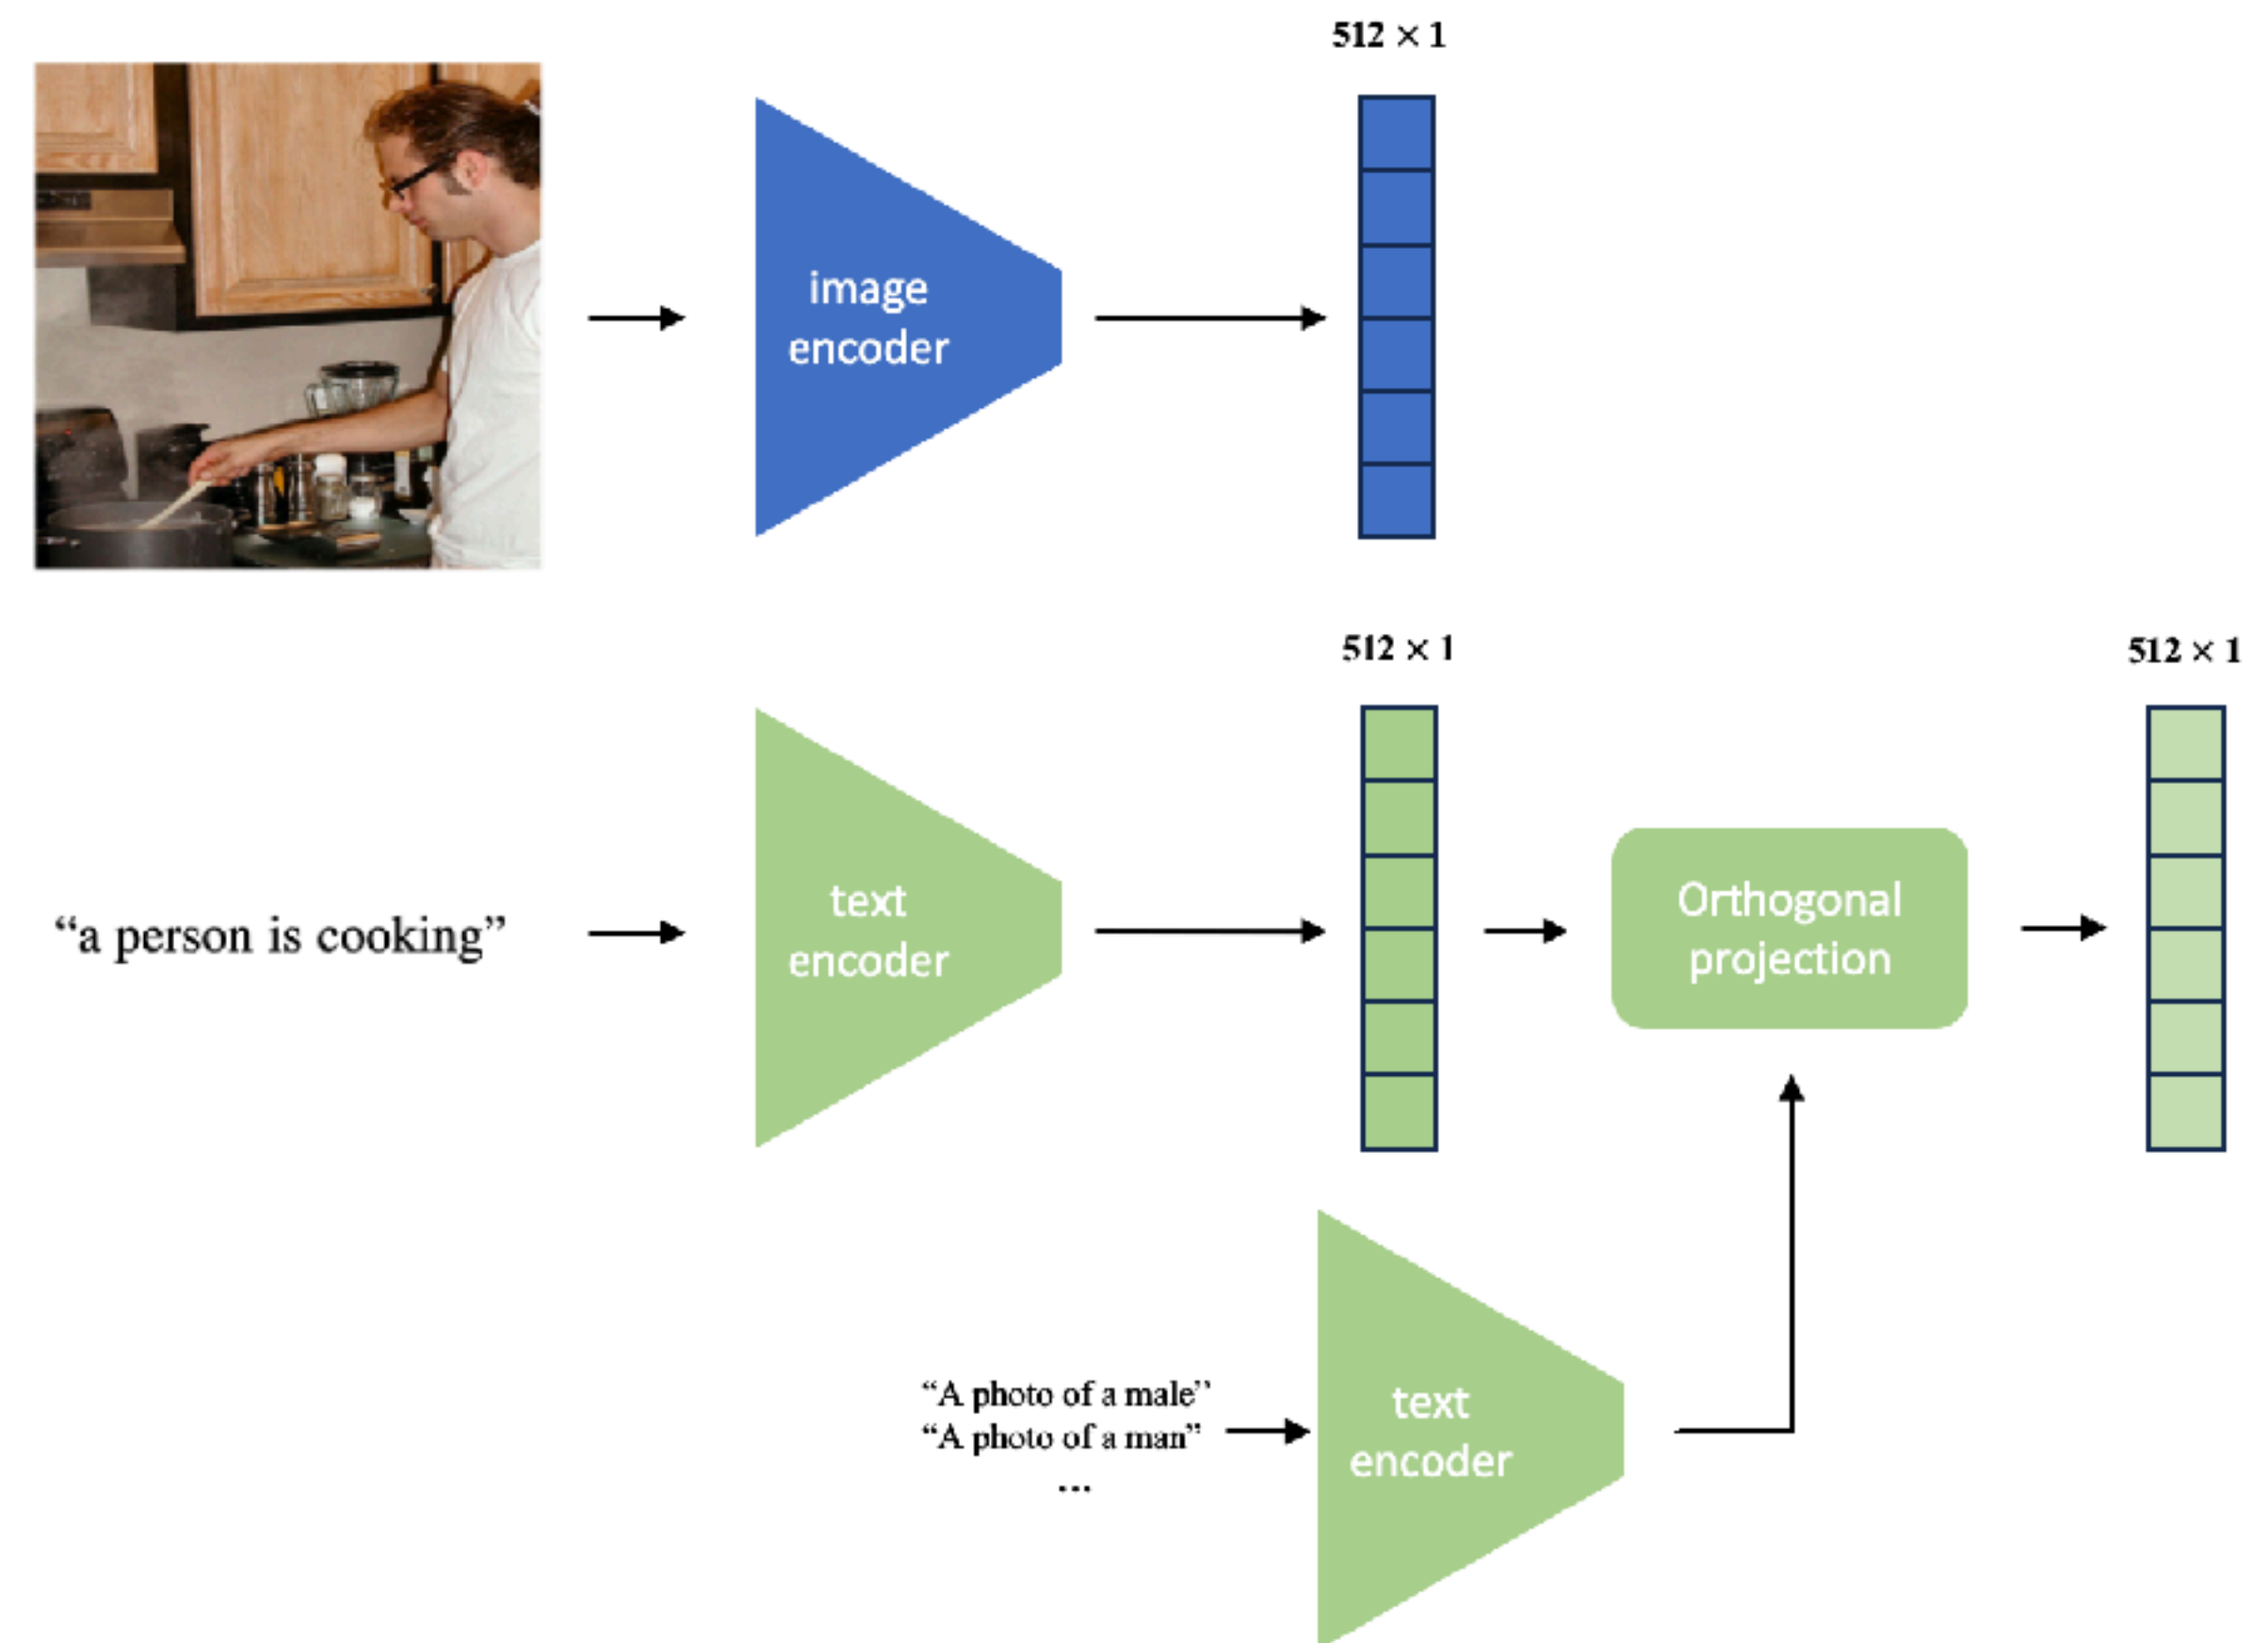 512 × 1
image
encoder
512 × 1
512 × 1
“a person is cooking”
text
encoder
Orthogonal
projection
“A photo of a male”
“A photo of a man”
...
text
encoder